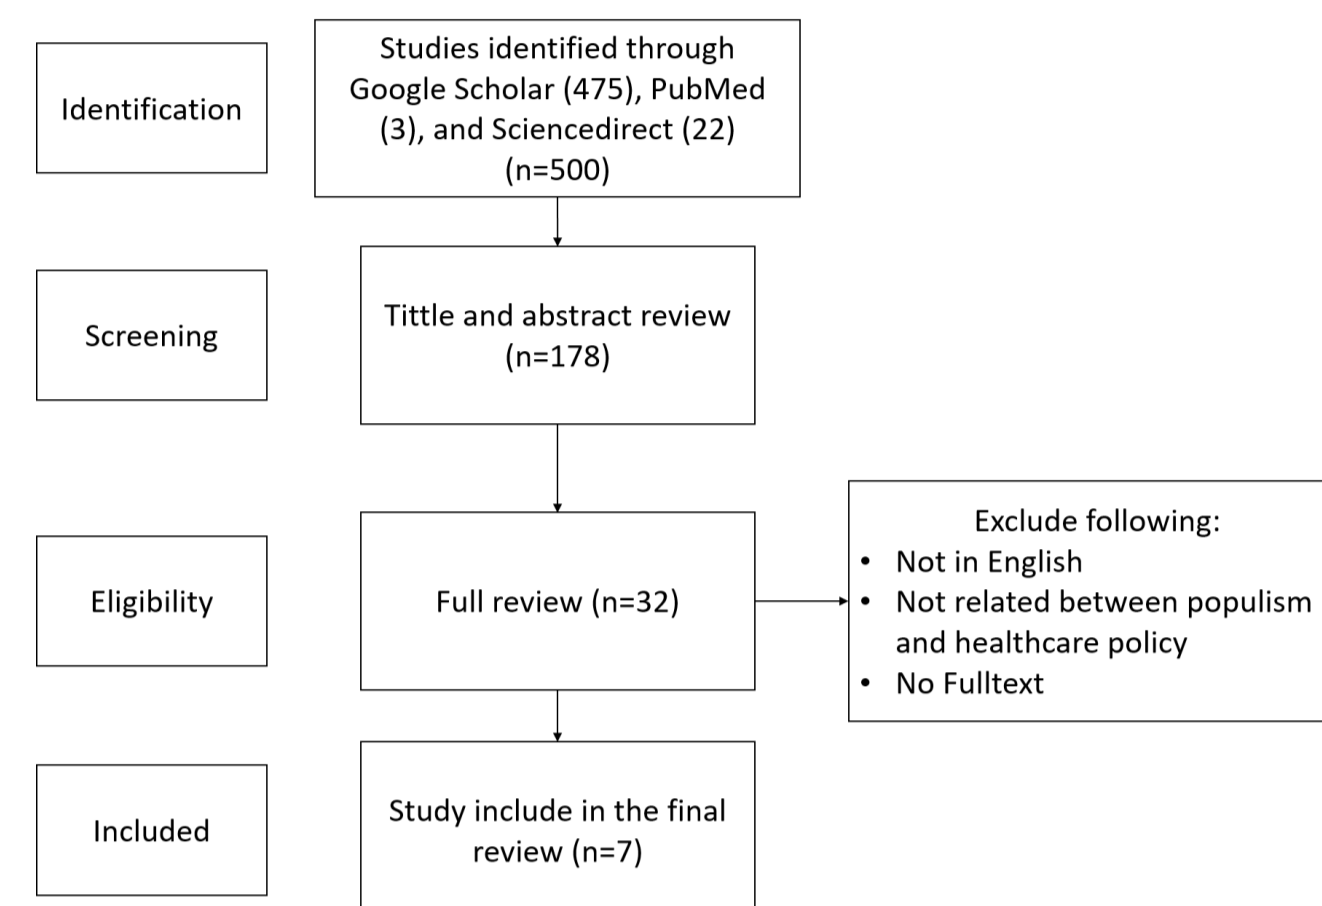 Identification
Studies identified through
Google Scholar (475), PubMed
(3), and Sciencedirect (22)
(n=500)
Screening
Tittle and abstract review
(n=178)
Eligibility
Full review (n=32)
Exclude following:
• Not in English
• Not related between populism
and healthcare policy
• No Fulltext
Included
Study include in the final
review (n=7)